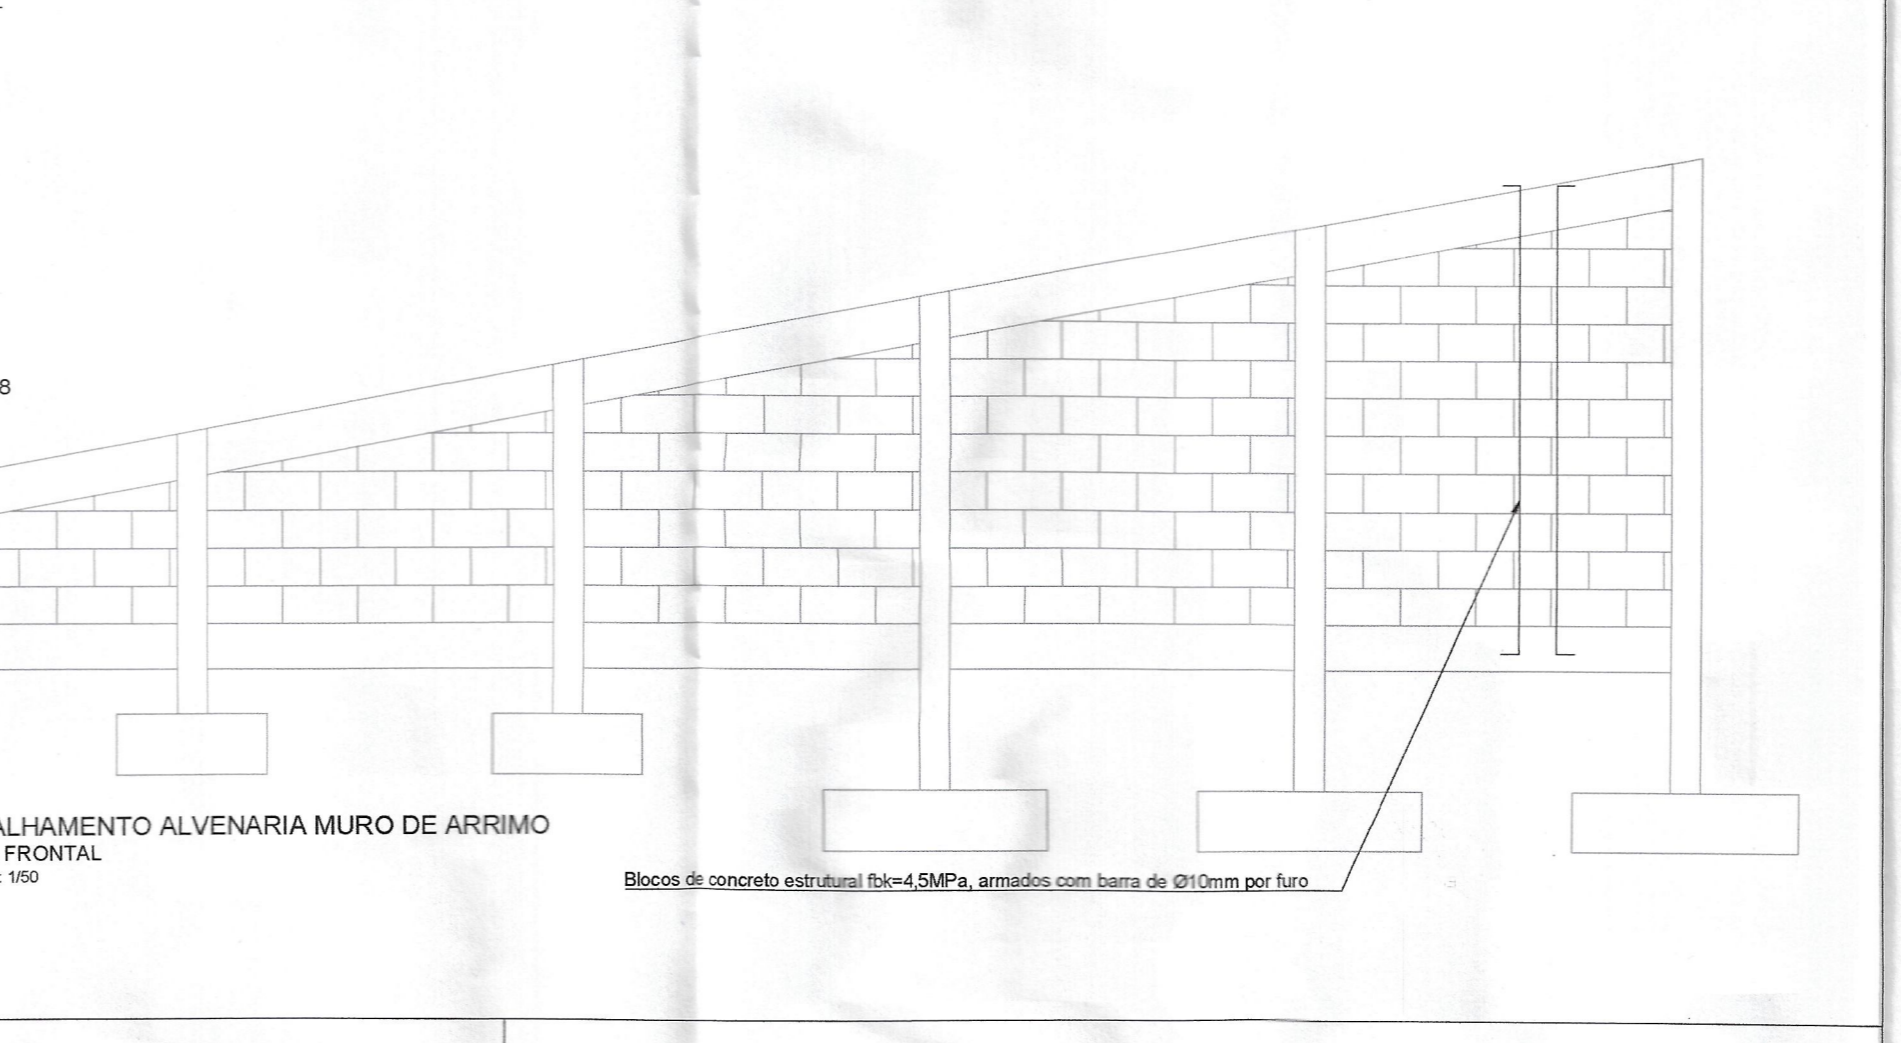 8
ALHAMENTO ALVENARIA MURO DE ARRIMO
FRONTAL
: 1/50
Blocos de concreto estrutural fbk=4,5MPa, armados com barra de Ø10mm por furo